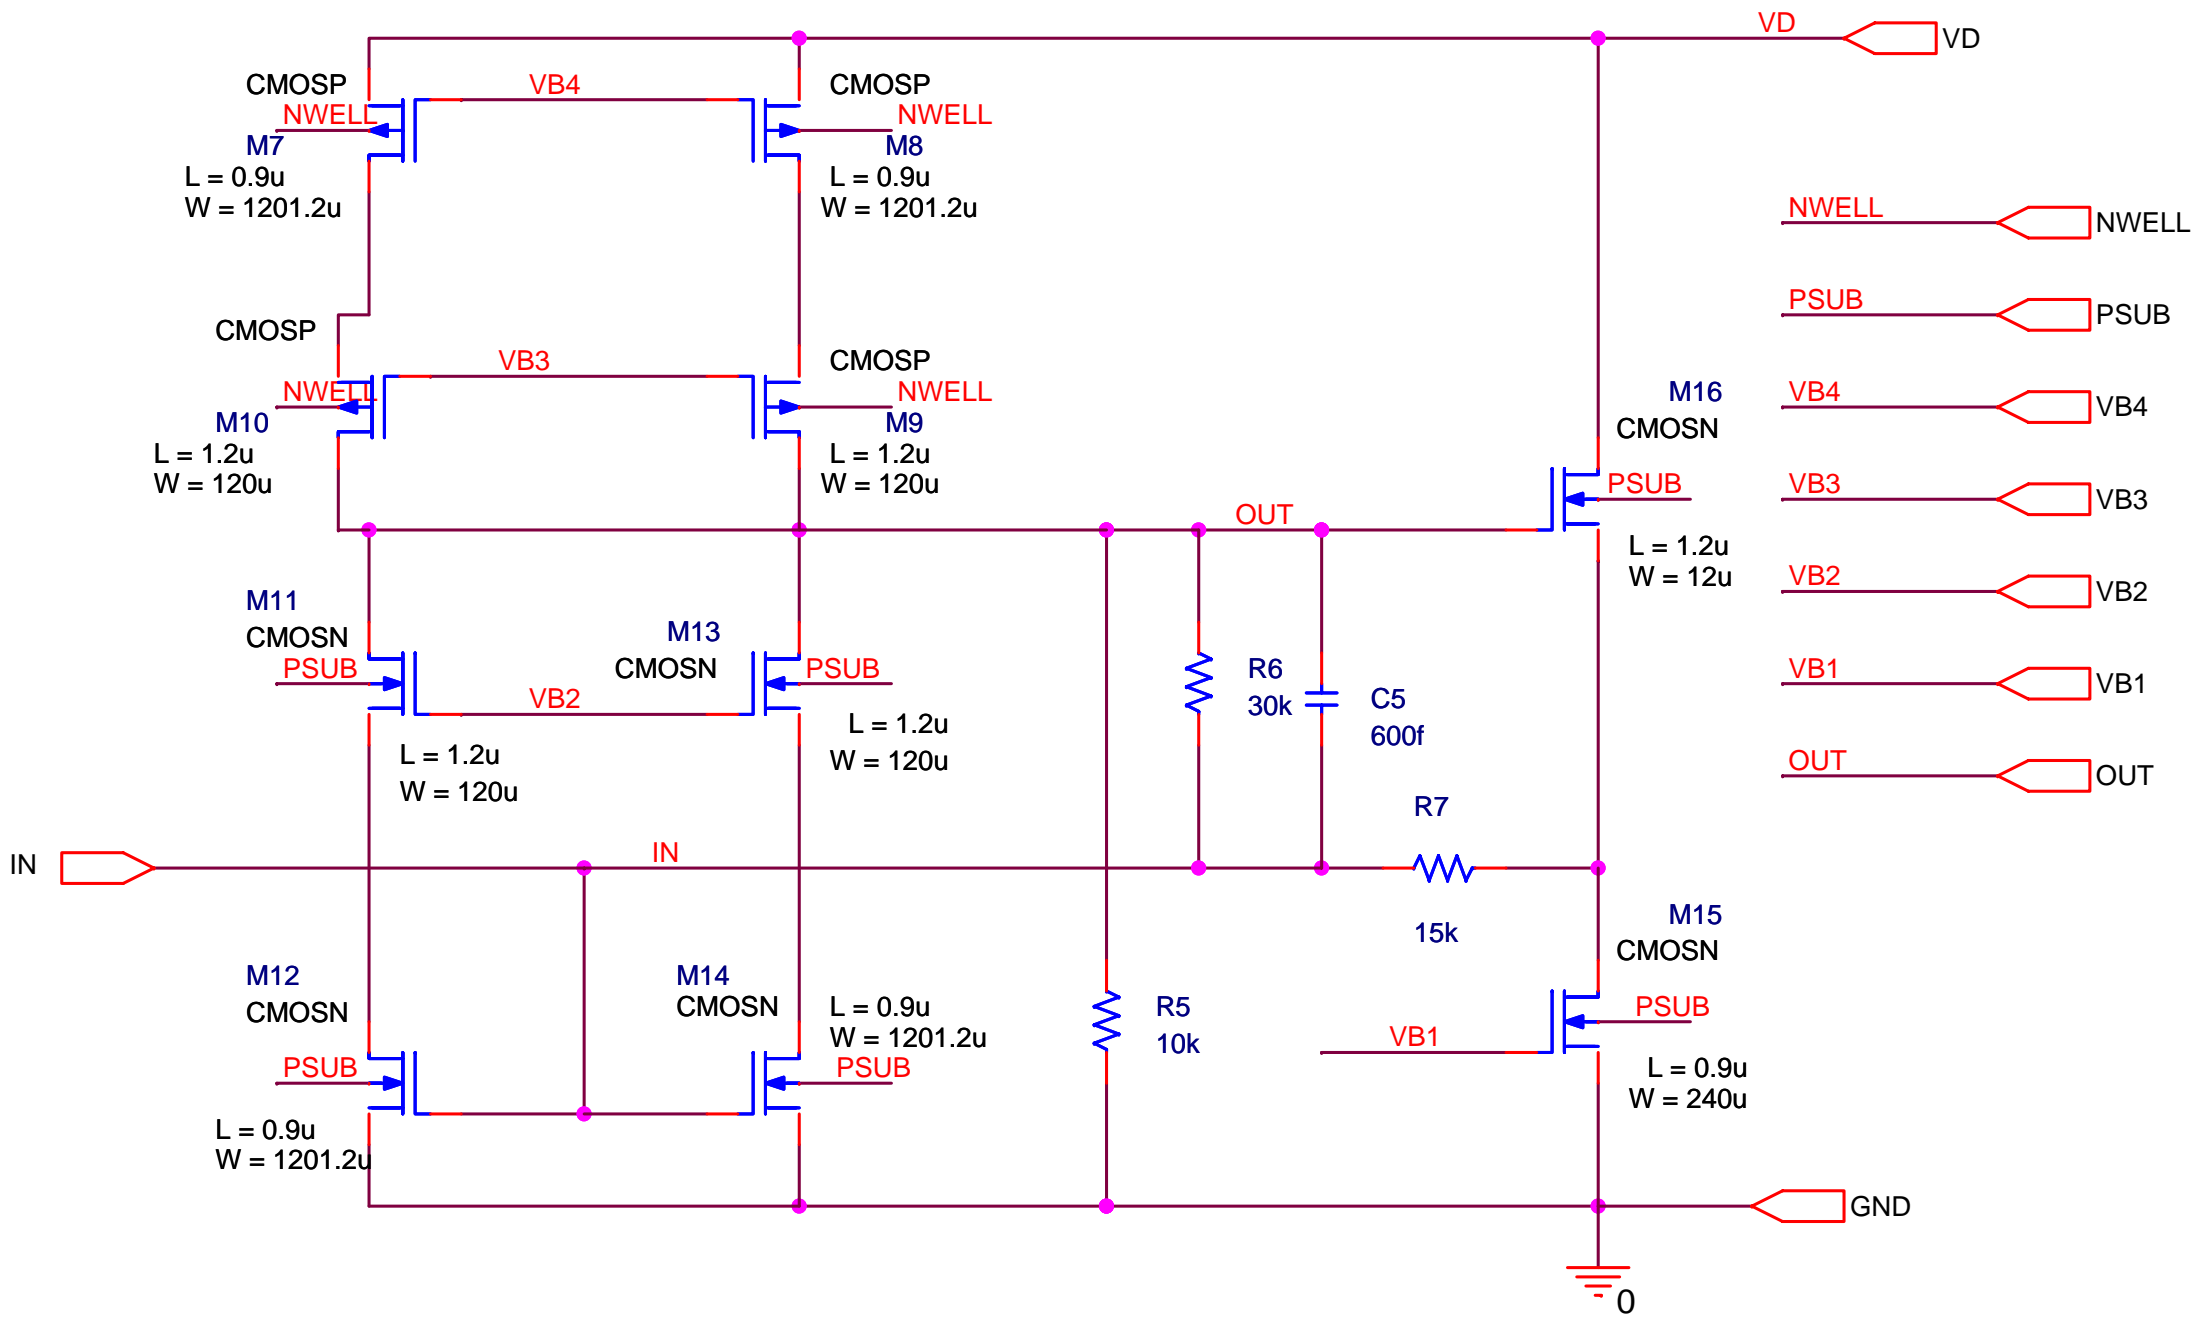 VD
VD
CMOSP
VB4
CMOSP
NWELL
NWELL
M7
M8
L = 0.9u
W = 1201.2u
L = 0.9u
W = 1201.2u
NWELL
NWELL
PSUB
PSUB
CMOSP
VB3
CMOSP
NWELL
NWELL
M10
M9
L = 1.2u
W = 120u
L = 1.2u
W = 120u
M16
CMOSN
PSUB
L = 1.2u
W = 12u
VB4
VB4
VB3
VB3
OUT
VB2
VB2
M11
CMOSN
PSUB
M13
CMOSN
PSUB
VB2
L = 1.2u
W = 120u
L = 1.2u
W = 120u
R6
30k
C5
600f
VB1
VB1
OUT
OUT
R7
15k
IN
IN
M15
CMOSN
PSUB
VB1
L = 0.9u
W = 240u
M12
CMOSN
PSUB
L = 0.9u
W = 1201.2u
M14
CMOSN
L = 0.9u
W = 1201.2u
PSUB
R5
10k
GND
0